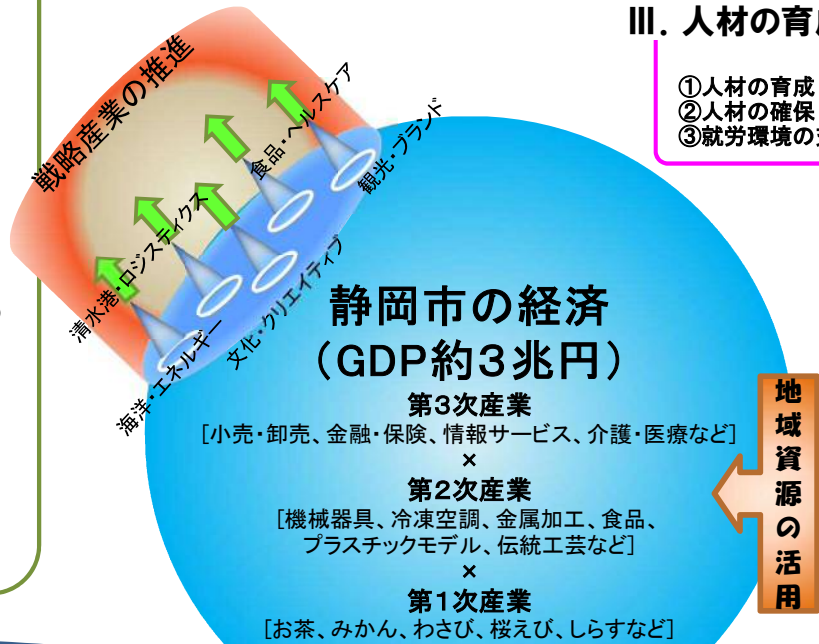 Ⅲ. 人材の育
①人材の育成
②人材の確保
③就労環境の
戦略産業の推進
清水港・ロジスティクス
食品・ヘルスケア
観光・ブランド
海洋・エネルギー
文化・クリエイティブ
静岡市の経済
（GDP約３兆円）
第３次産業
［小売・卸売、金融・保険、情報サービス、介護・医療など］
×
第２次産業
［機械器具、冷凍空調、金属加工、食品、
プラスチックモデル、伝統工芸など］
×
第１次産業
［お茶、みかん、わさび、桜えび、しらすなど］
地域資源の活用